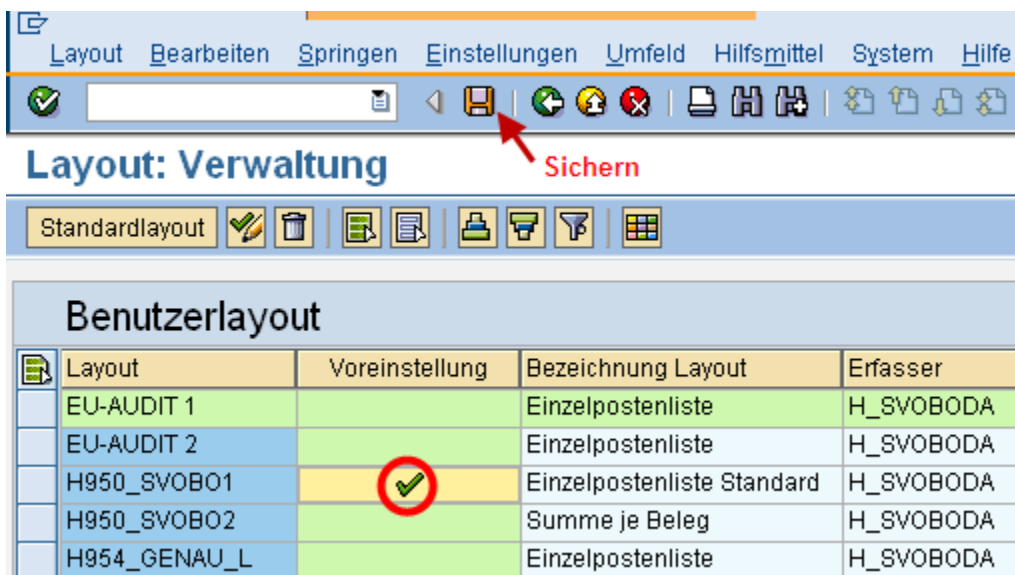 Layout Bearbeiten Springen Einstellungen Umfeld Hilfsmittel System Hilfe
Layout: Verwaltung
Sichern
Standardlayout
Benutzerlayout
Layout Voreinstellung Bezeichnung Layout Erfasser
EU-AUDIT 1 Einzelpostenliste H_SVOBODA
EU-AUDIT 2 Einzelpostenliste H_SVOBODA
H950_SVOBO1 Einzelpostenliste Standard H_SVOBODA
H950_SVOBO2 Summe je Beleg H_SVOBODA
H954_GENAU_L Einzelpostenliste H_SVOBODA